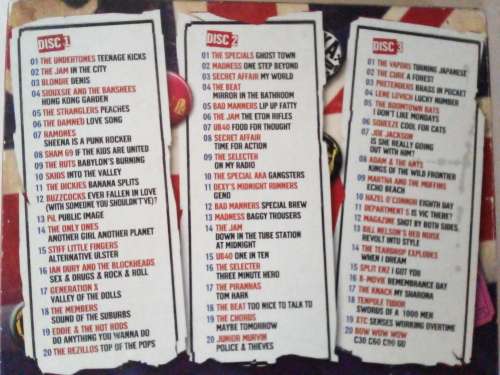 DISC 1
01 THE UNDERTONES TEENAGE KICKS
02 THE JAM IN THE CITY
03 BLONDIE DENIS
04 SIOUXSIE AND THE BANSHEES
HONG KONG GARDEN
05 THE STRANGLERS PEACHES
06 THE DAMNED LOVE SONG
07 RAMONES
SHEENA IS A PUNK ROCKER
08 SHAM 69 IF THE KIDS ARE UNITED
09 THE RUTS BABYLON'S BURNING
10 SKIDS INTO THE VALLEY
11 THE DICKIES BANANA SPLITS
12 BUZZCOCKS EVER FALLEN IN LOVE
(WITH SOMEONE YOU SHOULDN'TVE)?
13 PiL PUBLIC IMAGE
14 THE ONLY ONES
ANOTHER GIRL ANOTHER PLANET
15 STIFF LITTLE FINGERS
ALTERNATIVE ULSTER
16 IAN DURY AND THE BLOCKHEADS
SEX & DRUGS & ROCK & ROLL
17 GENERATION X
VALLEY OF THE DOLLS
18 THE MEMBERS
SOUND OF THE SUBURBS
19 EDDIE & THE HOT RODS
DO ANYTHING YOU WANNA DO
20 THE REZILLOS TOP OF THE POPS
DISC 2
01 THE SPECIALS GHOST TOWN
02 MADNESS ONE STEP BEYOND
03 SECRET AFFAIR MY WORLD
04 THE BEAT
MIRROR IN THE BATHROOM
05 BAD MANNERS LIP UP FATTY
06 THE JAM THE ETON RIFLES
07 UB40 FOOD FOR THOUGHT
08 SECRET AFFAIR
TIME FOR ACTION
09 THE SELECTER
ON MY RADIO
10 THE SPECIAL AKA GANGSTERS
11 DEXY'S MIDNIGHT RUNNERS
GENO
12 BAD MANNERS SPECIAL BREW
13 MADNESS BAGGY TROUSERS
14 THE JAM
DOWN IN THE TUBE STATION
AT MIDNIGHT
15 UB40 ONE IN TEN
16 THE SELECTER
THREE MINUTE HERO
17 THE PIRANHAS
TOM HARK
18 THE BEAT TOO NICE TO TALK TO
19 THE CHORDS
MAYBE TOMORROW
20 JUNIOR MURVIN
POLICE & THIEVES
DISC 3
01 THE VAPORS TURNING JAPANESE
02 THE CURE A FOREST
03 PRETENDERS BRASS IN POCKET
04 LENE LOVICH LUCKY NUMBER
05 THE BOOMTOWN RATS
I DON'T LIKE MONDAYS
06 SQUEEZE COOL FOR CATS
07 JOE JACKSON
IS SHE REALLY GOING
OUT WITH HIM?
08 ADAM & THE ANTS
KINGS OF THE WILD FRONTIER
09 MARTHA AND THE MUFFINS
ECHO BEACH
10 HAZEL O'CONNOR EIGHTH DAY
11 DEPARTMENT S IS VIC THERE?
12 MAGAZINE SHOT BY BOTH SIDES
13 BILL NELSON'S RED NOISE
REVOLT INTO STYLE
14 THE TEARDROP EXPLODES
WHEN I DREAM
15 SPLIT ENZ I GOT YOU
16 B-MOVIE REMEMBRANCE DAY
17 THE KNACK MY SHARONA
18 TENPOLE TUDOR
SWORDS OF A 1000 MEN
19 XTC SENSES WORKING OVERTIME
20 BOW WOW WOW
C30 C60 C90 GO